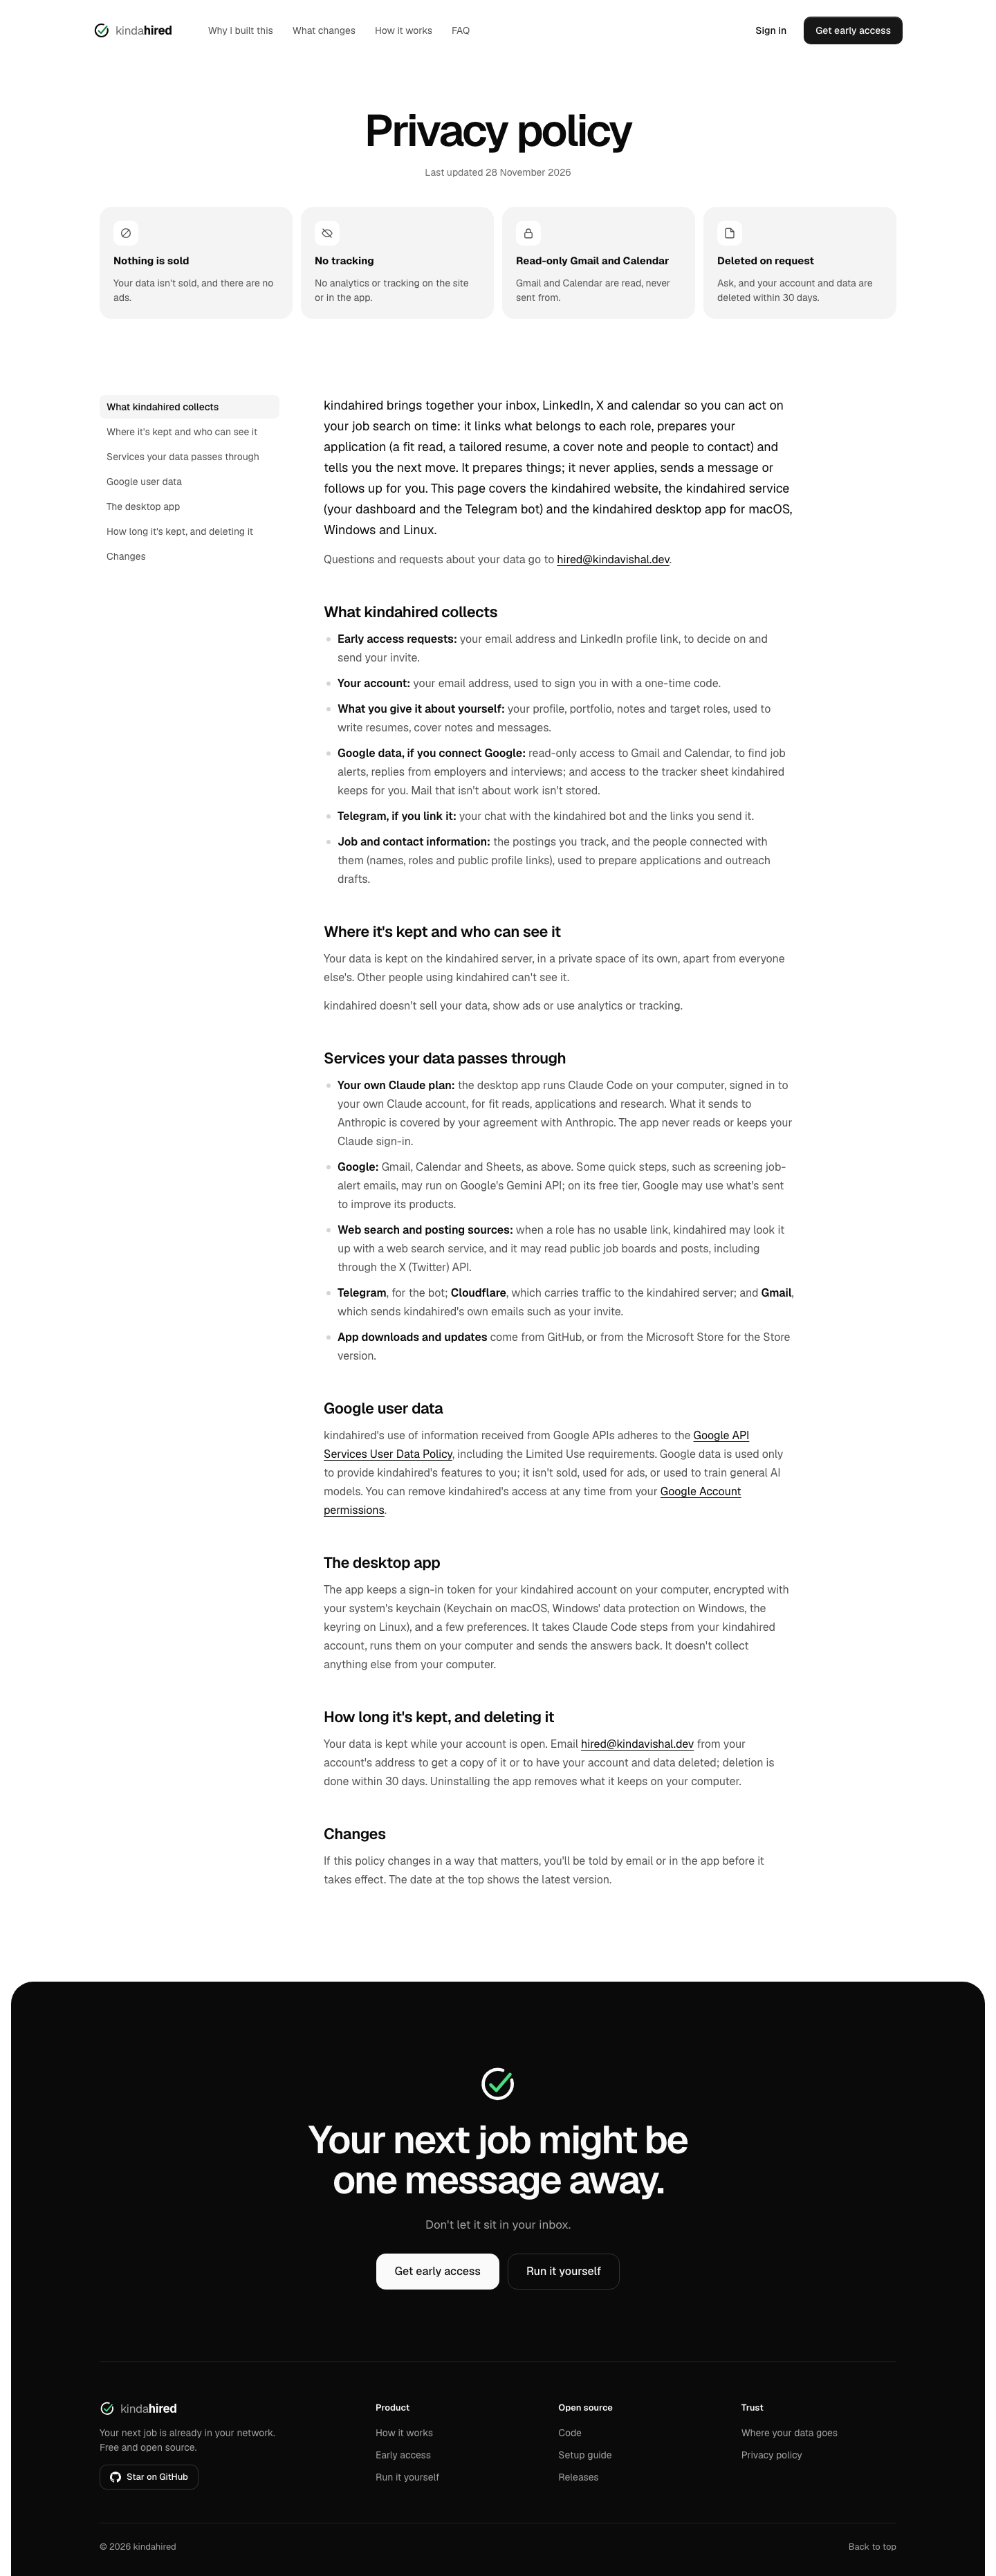 kindahired
Why I built this
What changes
How it works
FAQ
Sign in
Get early access
Privacy policy
Last updated 28 November 2026
Nothing is sold
Your data isn't sold, and there are no
ads.
No tracking
No analytics or tracking on the site
or in the app.
Read-only Gmail and Calendar
Gmail and Calendar are read, never
sent from.
Deleted on request
Ask, and your account and data are
deleted within 30 days.
What kindahired collects
Where it's kept and who can see it
Services your data passes through
Google user data
The desktop app
How long it's kept, and deleting it
Changes
kindahired brings together your inbox, LinkedIn, X and calendar so you can act on
your job search on time: it links what belongs to each role, prepares your
application (a fit read, a tailored resume, a cover note and people to contact) and
tells you the next move. It prepares things; it never applies, sends a message or
follows up for you. This page covers the kindahired website, the kindahired service
(your dashboard and the Telegram bot) and the kindahired desktop app for macOS,
Windows and Linux.
Questions and requests about your data go to hired@kindavishal.dev.
What kindahired collects
Early access requests: your email address and LinkedIn profile link, to decide on and
send your invite.
Your account: your email address, used to sign you in with a one-time code.
What you give it about yourself: your profile, portfolio, notes and target roles, used to
write resumes, cover notes and messages.
Google data, if you connect Google: read-only access to Gmail and Calendar, to find job
alerts, replies from employers and interviews; and access to the tracker sheet kindahired
keeps for you. Mail that isn't about work isn't stored.
Telegram, if you link it: your chat with the kindahired bot and the links you send it.
Job and contact information: the postings you track, and the people connected with
them (names, roles and public profile links), used to prepare applications and outreach
drafts.
Where it's kept and who can see it
Your data is kept on the kindahired server, in a private space of its own, apart from everyone
else's. Other people using kindahired can't see it.
kindahired doesn't sell your data, show ads or use analytics or tracking.
Services your data passes through
Your own Claude plan: the desktop app runs Claude Code on your computer, signed in to
your own Claude account, for fit reads, applications and research. What it sends to
Anthropic is covered by your agreement with Anthropic. The app never reads or keeps your
Claude sign-in.
Google: Gmail, Calendar and Sheets, as above. Some quick steps, such as screening job-
alert emails, may run on Google's Gemini API; on its free tier, Google may use what's sent
to improve its products.
Web search and posting sources: when a role has no usable link, kindahired may look it
up with a web search service, and it may read public job boards and posts, including
through the X (Twitter) API.
Telegram, for the bot; Cloudflare, which carries traffic to the kindahired server; and Gmail,
which sends kindahired's own emails such as your invite.
App downloads and updates come from GitHub, or from the Microsoft Store for the Store
version.
Google user data
kindahired's use of information received from Google APIs adheres to the Google API
Services User Data Policy, including the Limited Use requirements. Google data is used only
to provide kindahired's features to you; it isn't sold, used for ads, or used to train general AI
models. You can remove kindahired's access at any time from your Google Account
permissions.
The desktop app
The app keeps a sign-in token for your kindahired account on your computer, encrypted with
your system's keychain (Keychain on macOS, Windows' data protection on Windows, the
keyring on Linux), and a few preferences. It takes Claude Code steps from your kindahired
account, runs them on your computer and sends the answers back. It doesn't collect
anything else from your computer.
How long it's kept, and deleting it
Your data is kept while your account is open. Email hired@kindavishal.dev from your
account's address to get a copy of it or to have your account and data deleted; deletion is
done within 30 days. Uninstalling the app removes what it keeps on your computer.
Changes
If this policy changes in a way that matters, you'll be told by email or in the app before it
takes effect. The date at the top shows the latest version.
Your next job might be
one message away.
Don't let it sit in your inbox.
Get early access
Run it yourself
kindahired
Your next job is already in your network.
Free and open source.
Star on GitHub
Product
How it works
Early access
Run it yourself
Open source
Code
Setup guide
Releases
Trust
Where your data goes
Privacy policy
© 2026 kindahired
Back to top